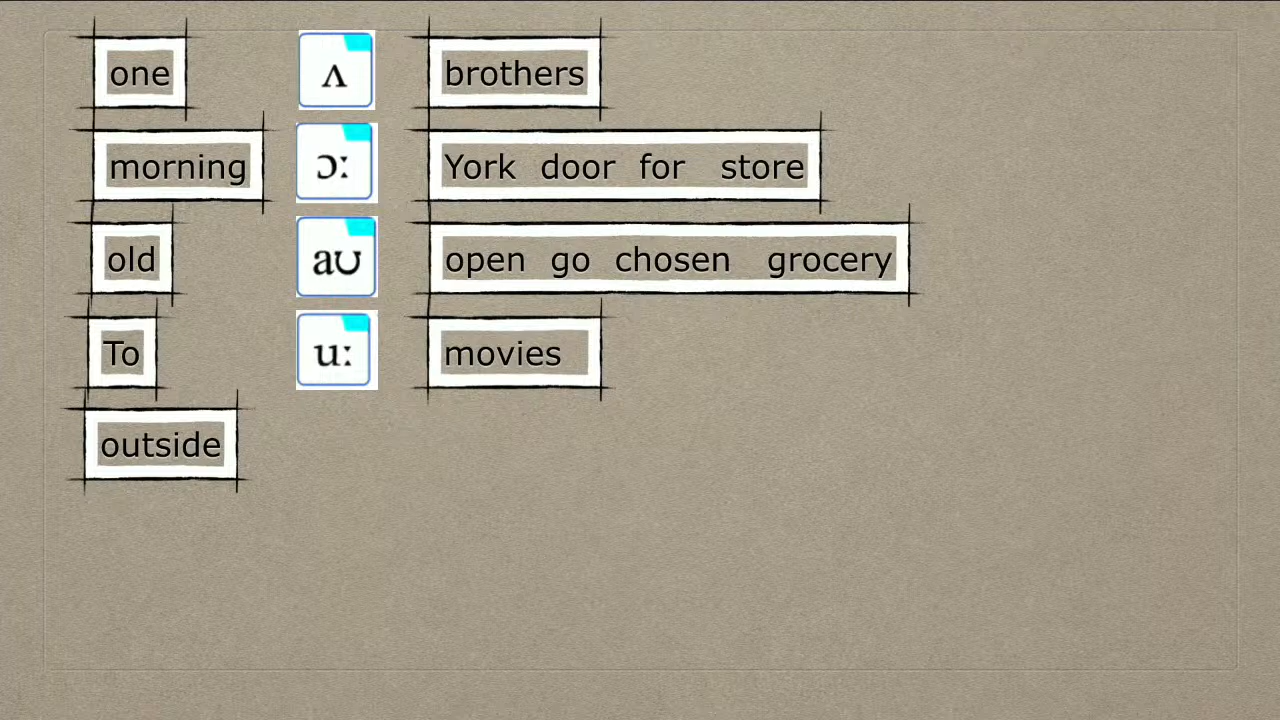 one ʌ brothers
morning ɔː York door for store
old aʊ open go chosen grocery
To uː movies
outside